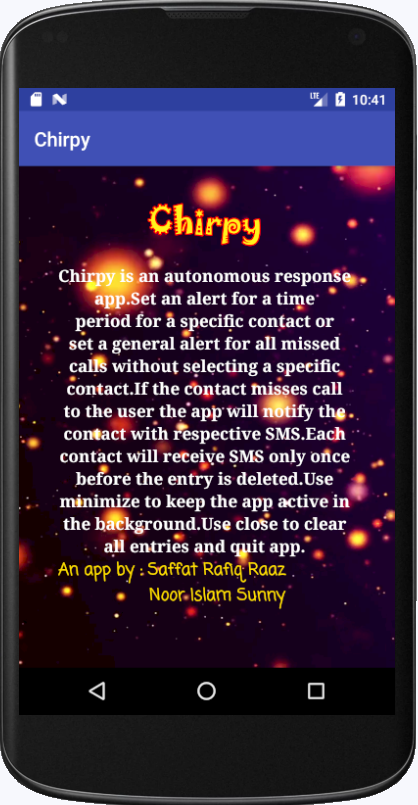 LTE 10:41
Chirpy
Chirpy
Chirpy is an autonomous response
app.Set an alert for a time
period for a specific contact or
set a general alert for all missed
calls without selecting a specific
contact.If the contact misses call
to the user the app will notify the
contact with respective SMS.Each
contact will receive SMS only once
before the entry is deleted.Use
minimize to keep the app active in
the background.Use close to clear
all entries and quit app.
An app by : Saffat Rafiq Raaz
Noor Islam Sunny